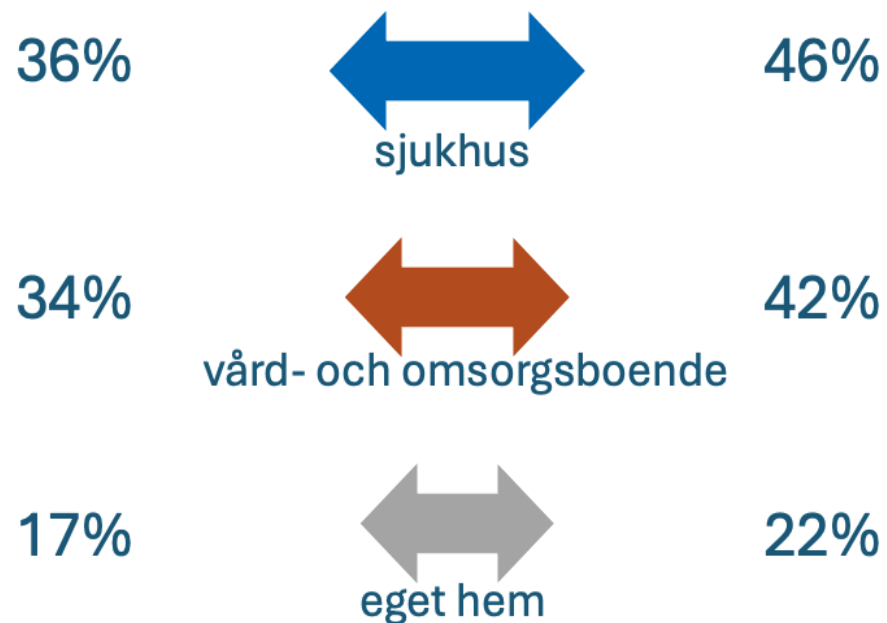 36% 46%
sjukhus
34% 42%
vård- och omsorgsboende
17% 22%
eget hem